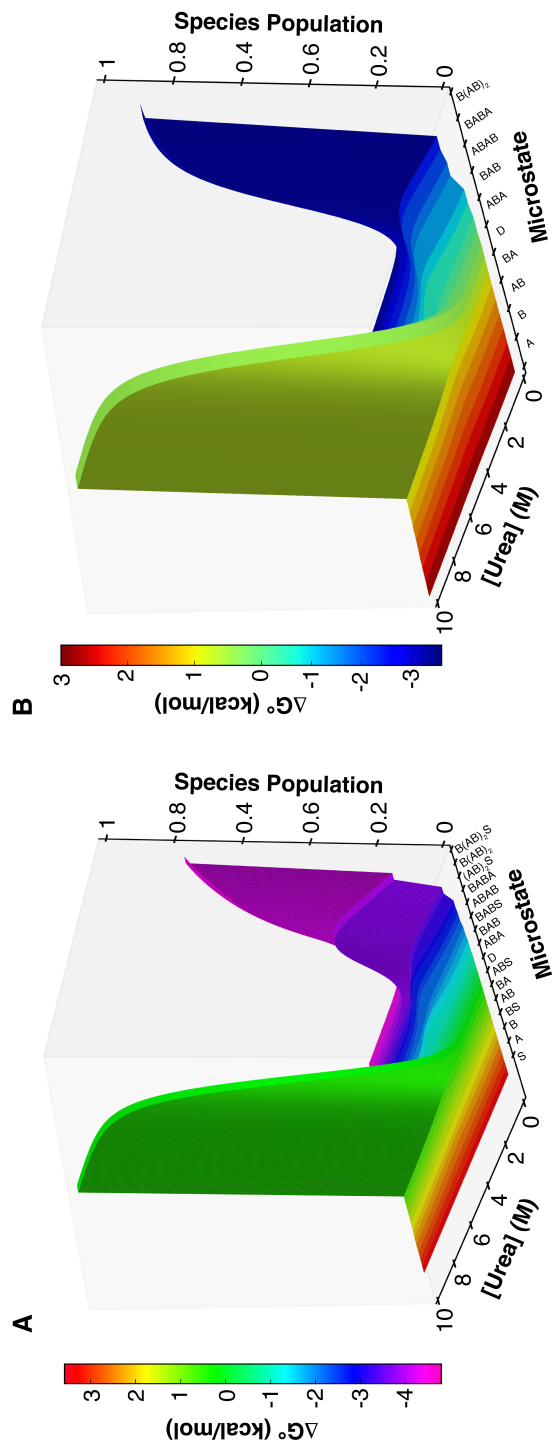 A
ΔG° (kcal/mol)
3
2
1
0
-1
-2
-3
-4
Species Population
1
0.8
0.6
0.4
0.2
0
[Urea] (M)
10
8
6
4
2
0
Microstate
S
A
B
BS
AB
BA
ABS
D
ABA
BAB
BABS
ABAB
BABA
(AB)₂S
B(AB)₂
B(AB)₂S
B
ΔG° (kcal/mol)
3
2
1
0
-1
-2
-3
Species Population
1
0.8
0.6
0.4
0.2
0
[Urea] (M)
10
8
6
4
2
0
Microstate
A
B
AB
BA
D
ABA
BAB
ABAB
BABA
B(AB)₂